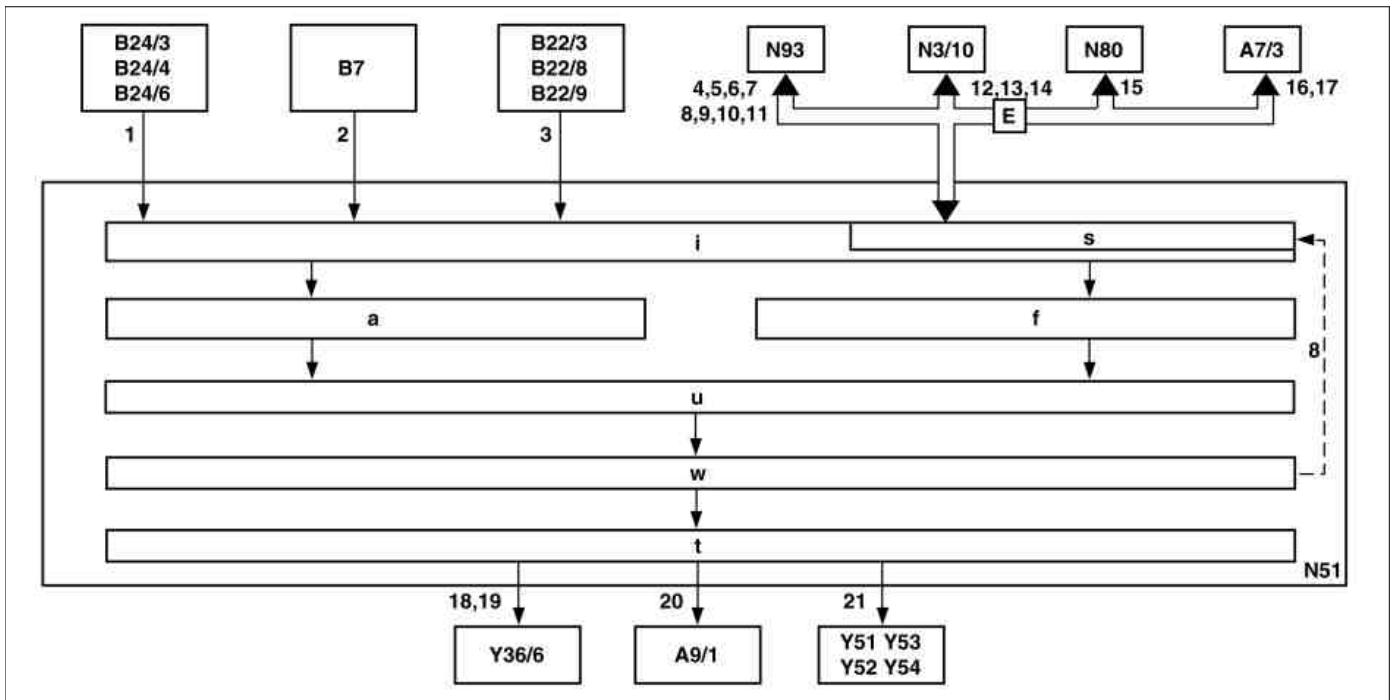 B24/3
B24/4
B24/6
B7
B22/3
B22/8
B22/9
N93
N3/10
N80
A7/3
4,5,6,7
8,9,10,11
12,13,14
15
16,17
E
1
2
3
i
s
a
f
8
u
w
t
N51
18,19
20
21
Y36/6
A9/1
Y51 Y53
Y52 Y54